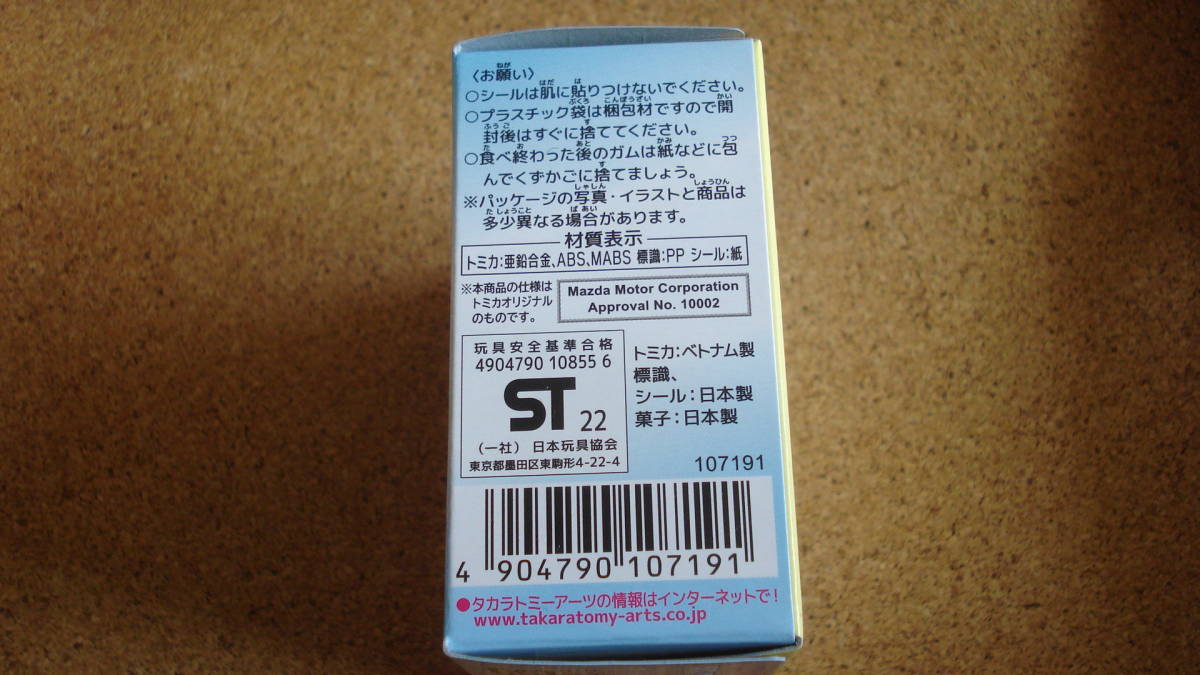 〈お願い〉
○シールは肌に貼りつけないでください。
○プラスチック袋は梱包材ですので開
封後はすぐに捨ててください。
○食べ終わった後のガムは紙などに包
んでくずかごに捨てましょう。
※パッケージの写真・イラストと商品は
多少異なる場合があります。
材質表示
トミカ:亜鉛合金、ABS、MABS 標識:PP シール:紙
※本商品の仕様は
トミカオリジナル
のものです。
Mazda Motor Corporation
Approval No. 10002
玩具安全基準合格
4904790 10855 6
ST 22
(一社) 日本玩具協会
東京都墨田区東駒形4-22-4
トミカ:ベトナム製
標識、
シール:日本製
菓子:日本製
107191
4 904790 107191
●タカラトミーアーツの情報はインターネットで!
www.takaratomy-arts.co.jp